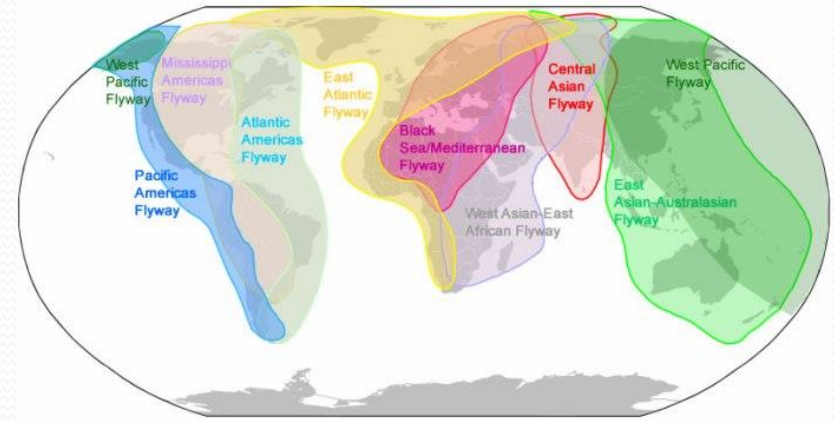 West
Pacific
Flyway
Mississippi
Americas
Flyway
Pacific
Americas
Flyway
Atlantic
Americas
Flyway
East
Atlantic
Flyway
Black
Sea/Mediterranean
Flyway
West Asian-East
African Flyway
Central
Asian
Flyway
East
Asian-Australasian
Flyway
West Pacific
Flyway